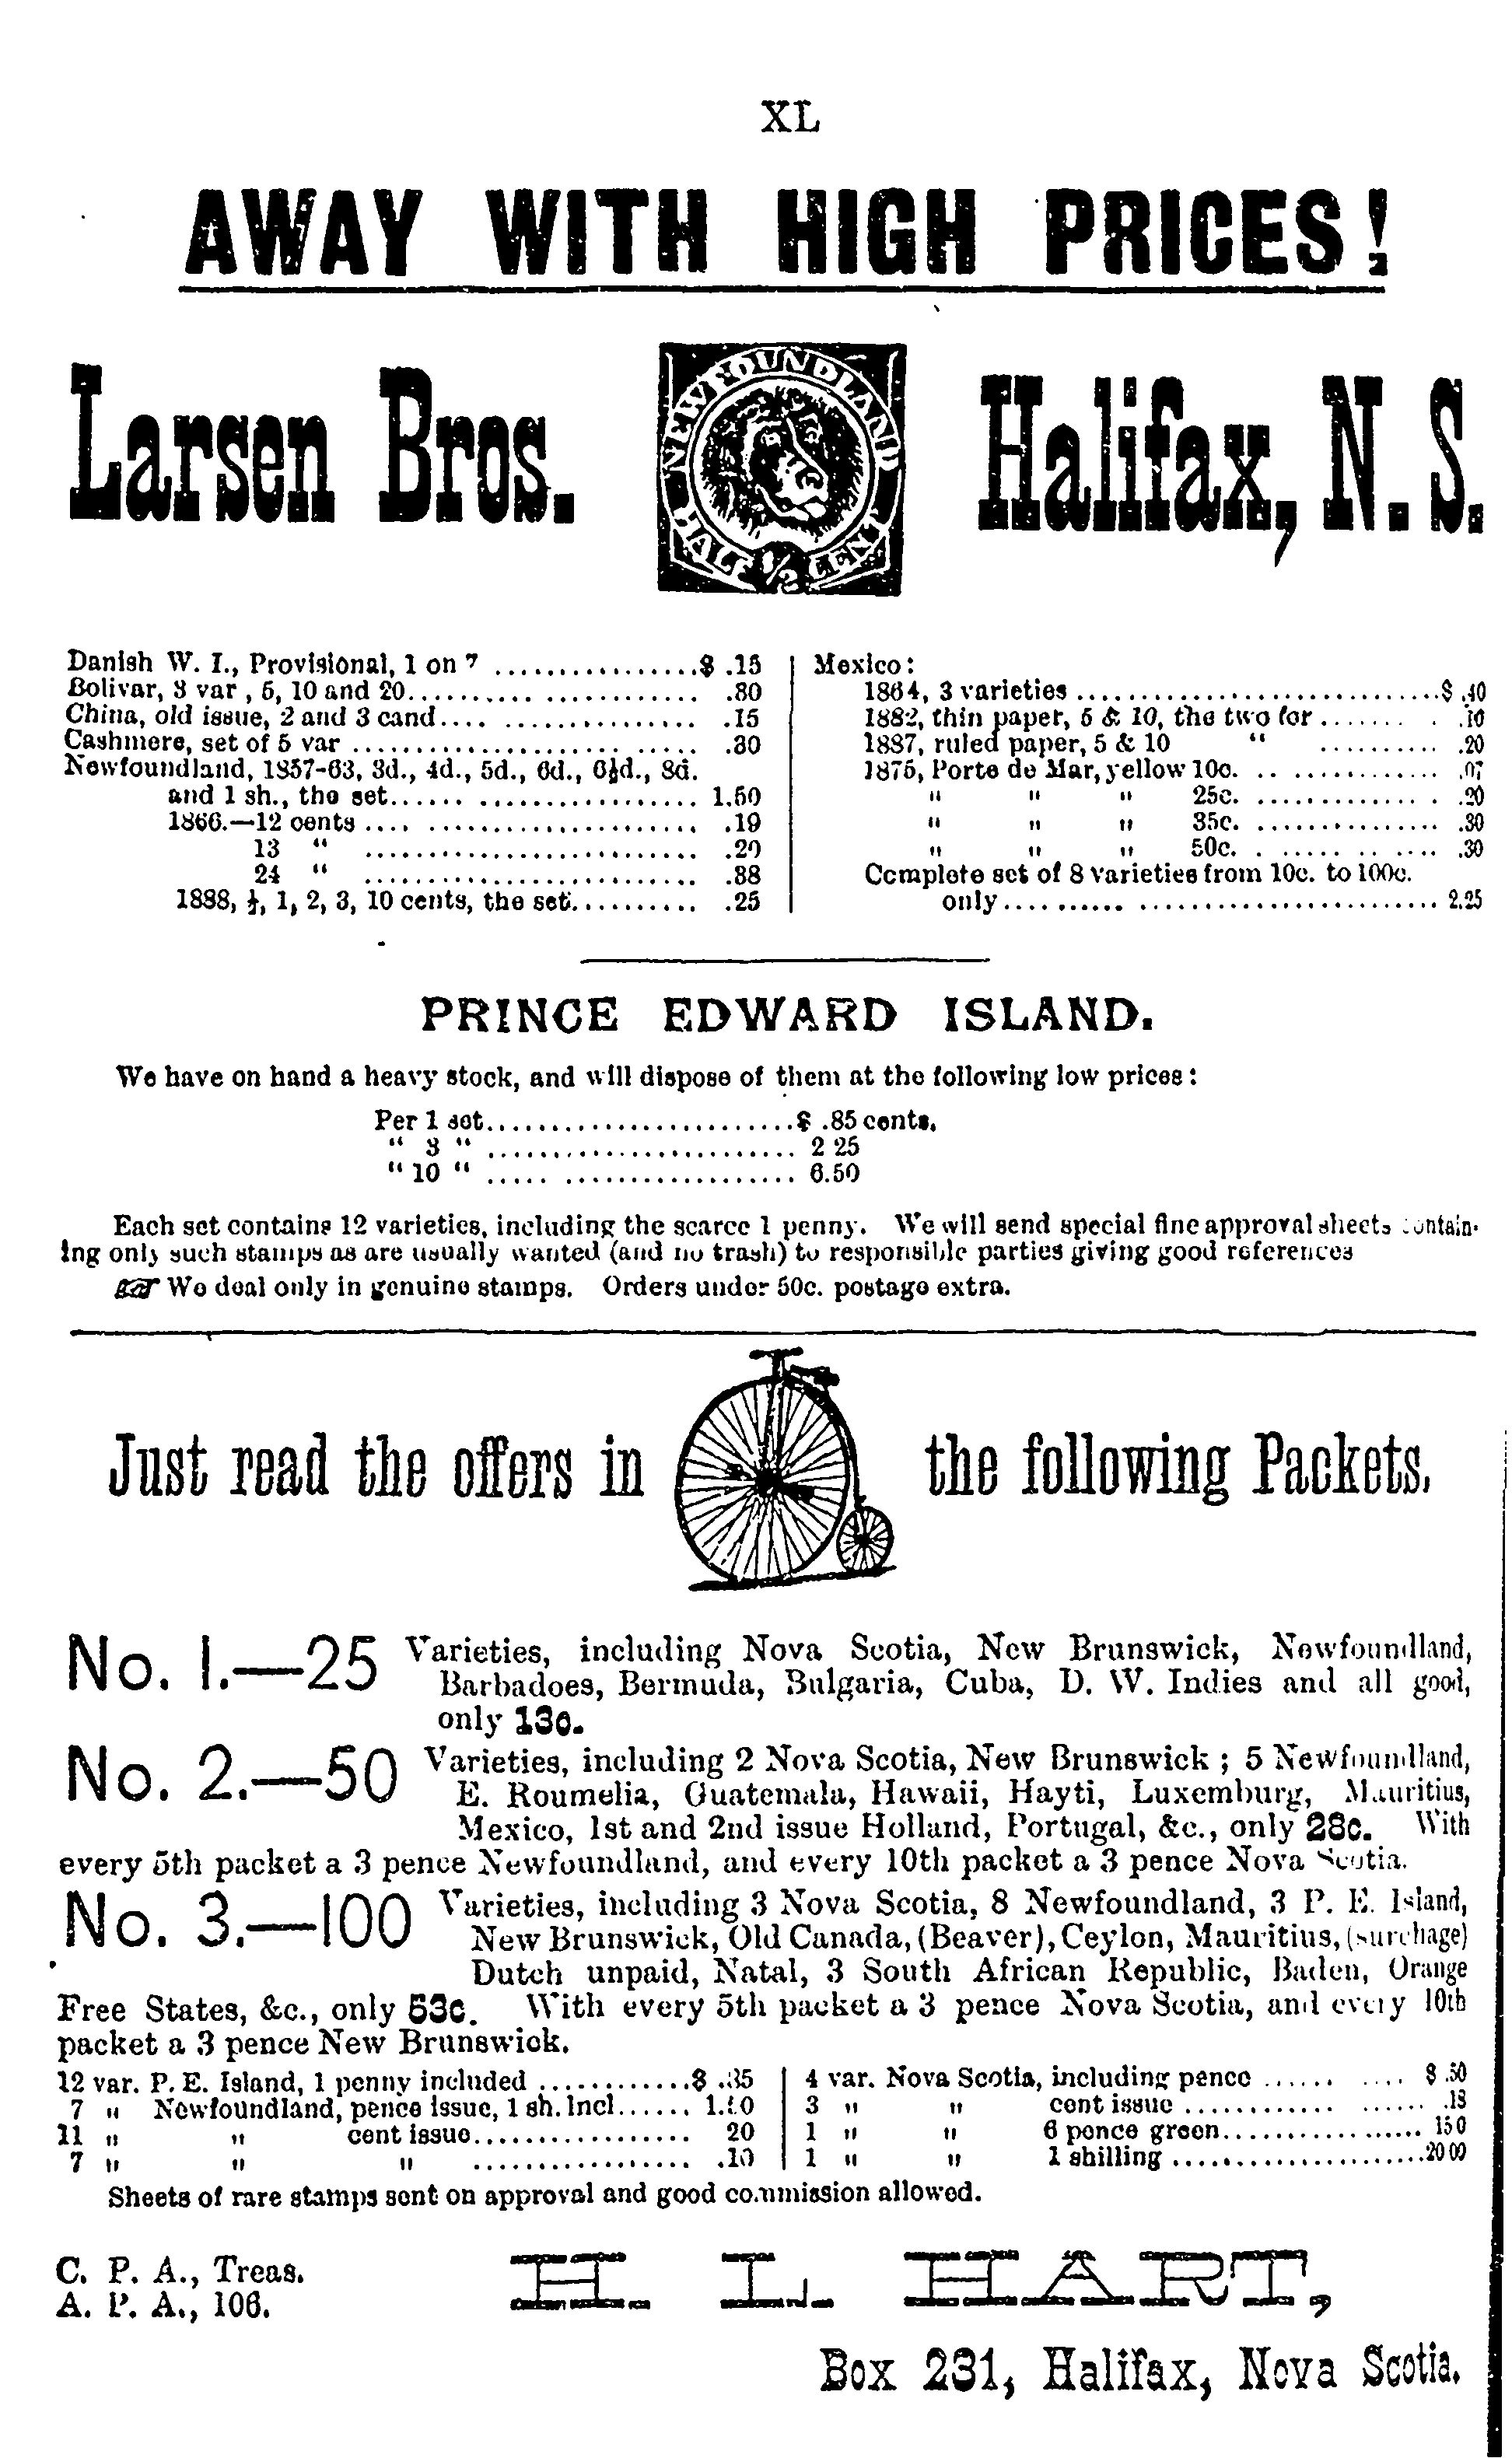 XL
AWAY WITH HIGH PRICES!
Larsen Bros.
NEWFOUNDLAND
HALF 1/2 CENT
Halifax, N. S.
Danish W. I., Provisional, 1 on 7 ................$ .15
Bolivar, 3 var , 5, 10 and 20......................... .80
China, old issue, 2 and 3 cand.... ............... .15
Cashmere, set of 5 var ..................... ..... .30
Newfoundland, 1857-63, 3d., 4d., 5d., 6d., 6½d., 8d.
and 1 sh., the set...... ................. 1.50
1866.—12 cents .... ..................... .19
13 " .......................... .20
24 " .......................... .38
1888, ½, 1, 2, 3, 10 cents, the set.......... .25
Mexico:
1864, 3 varieties ............................$ .40
1882, thin paper, 5 & 10, the two for ....... . .10
1887, ruled paper, 5 & 10 " .......... .20
1875, Porte de Mar, yellow 10c. .. ............. .07
" " " 25c. ............... . .20
" " " 35c. ............... .. .30
" " " 50c. . ...... .. .... .30
Complete set of 8 varieties from 10c. to 100c.
only.... ...... ....................... 2.25
PRINCE EDWARD ISLAND.
We have on hand a heavy stock, and will dispose of them at the following low prices:
Per 1 set........................$ .85 cents.
" 3 " ........................ 2 25
" 10 " ..... .................. 6.50
Each set contains 12 varieties, including the scarce 1 penny. We will send special fine approval sheets contain-
ing only such stamps as are usually wanted (and no trash) to responsible parties giving good references
☞ We deal only in genuine stamps. Orders under 50c. postage extra.
Just read the offers in
the following Packets.
No. 1.—25 Varieties, including Nova Scotia, New Brunswick, Newfoundland,
Barbadoes, Bermuda, Bulgaria, Cuba, D. W. Indies and all good,
only 13c.
No. 2.—50 Varieties, including 2 Nova Scotia, New Brunswick ; 5 Newfoundland,
E. Roumelia, Guatemala, Hawaii, Hayti, Luxemburg, Mauritius,
Mexico, 1st and 2nd issue Holland, Portugal, &c., only 28c. With
every 5th packet a 3 pence Newfoundland, and every 10th packet a 3 pence Nova Scotia.
No. 3.—100 Varieties, including 3 Nova Scotia, 8 Newfoundland, 3 P. E. Island,
New Brunswick, Old Canada, (Beaver), Ceylon, Mauritius, (surchage)
Dutch unpaid, Natal, 3 South African Republic, Baden, Orange
Free States, &c., only 53c. With every 5th packet a 3 pence Nova Scotia, and every 10th
packet a 3 pence New Brunswick.
12 var. P. E. Island, 1 penny included ............$
7 " Newfoundland, pence issue, 1 sh. Incl......
11 " " cent issue................. 20
7 " " " ................. .10
4 var. Nova Scotia, including pence ...... .... $ .50
3 " " cent issue ............ ...... .18
1 " " 6 pence green................. 1 50
1 " " 1 shilling ......................20 00
Sheets of rare stamps sent on approval and good commission allowed.
C. P. A., Treas.
A. P. A., 106.
H L HART,
Box 231, Halifax, Nova Scotia.